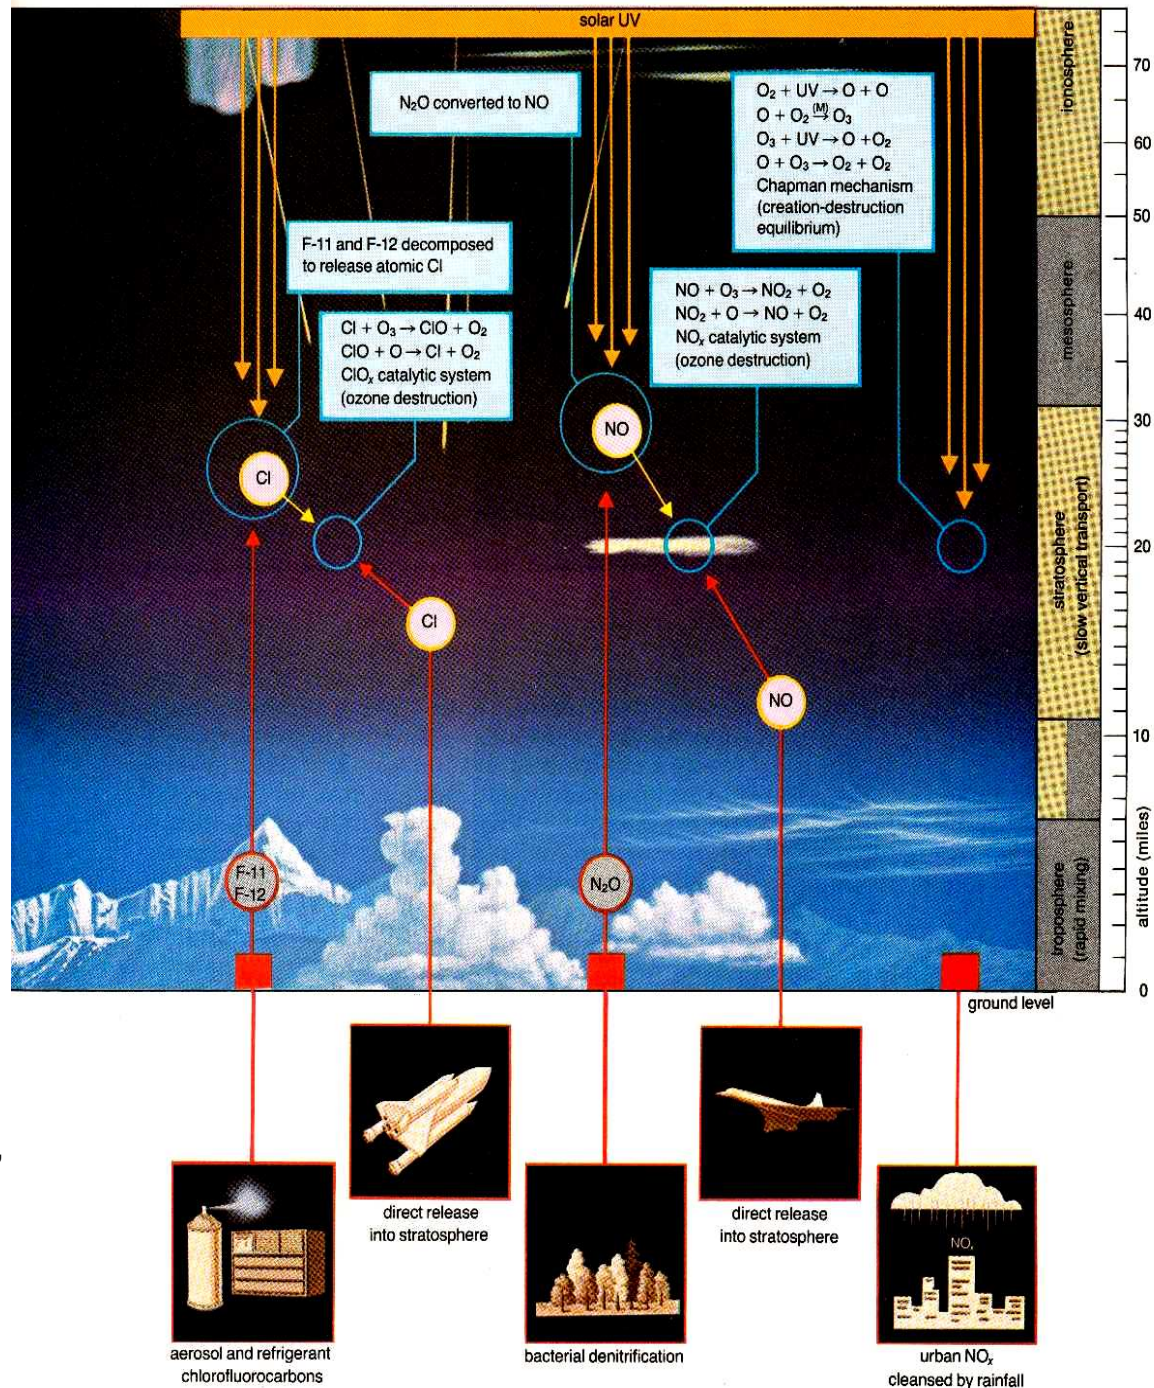 solar UV
N₂O converted to NO
O₂ + UV → O + O
O + O₂ (M)→ O₃
O₃ + UV → O + O₂
O + O₃ → O₂ + O₂
Chapman mechanism
(creation-destruction
equilibrium)
F-11 and F-12 decomposed
to release atomic Cl
Cl + O₃ → ClO + O₂
ClO + O → Cl + O₂
ClOₓ catalytic system
(ozone destruction)
NO + O₃ → NO₂ + O₂
NO₂ + O → NO + O₂
NOₓ catalytic system
(ozone destruction)
Cl
NO
Cl
NO
F-11
F-12
N₂O
ionosphere
mesosphere
stratosphere
(slow vertical transport)
troposphere
(rapid mixing)
70
60
50
40
30
20
10
0
altitude (miles)
ground level
direct release
into stratosphere
direct release
into stratosphere
NOₓ
aerosol and refrigerant
chlorofluorocarbons
bacterial denitrification
urban NOₓ
cleansed by rainfall